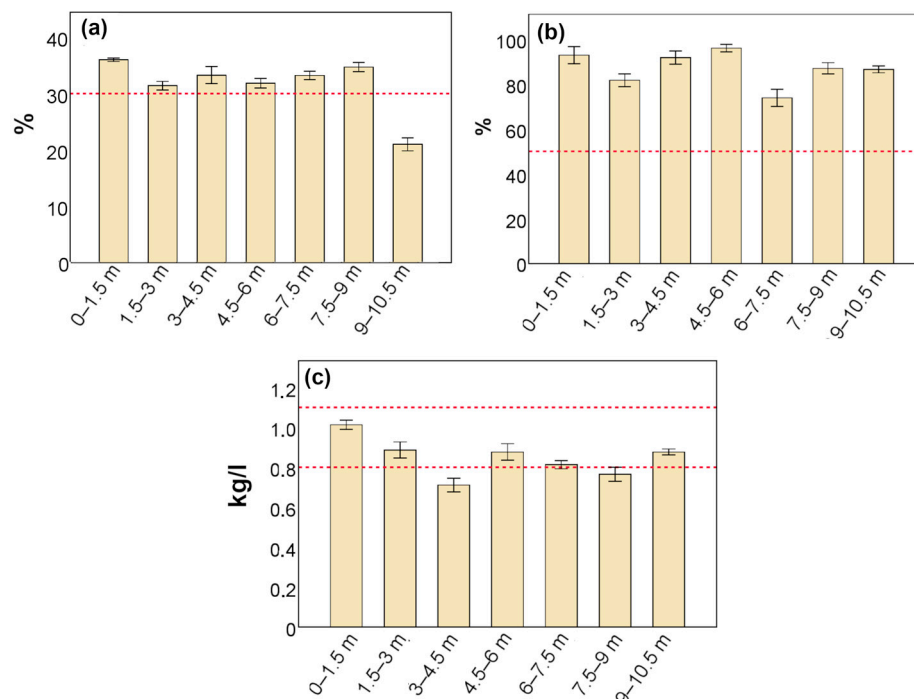 (a)
40
30
20
10
0
%
0–1.5 m
1.5–3 m
3–4.5 m
4.5–6 m
6–7.5 m
7.5–9 m
9–10.5 m
(b)
100
80
60
40
20
0
%
0–1.5 m
1.5–3 m
3–4.5 m
4.5–6 m
6–7.5 m
7.5–9 m
9–10.5 m
(c)
1.2
1.0
0.8
0.6
0.4
0.2
0
kg/l
0–1.5 m
1.5–3 m
3–4.5 m
4.5–6 m
6–7.5 m
7.5–9 m
9–10.5 m